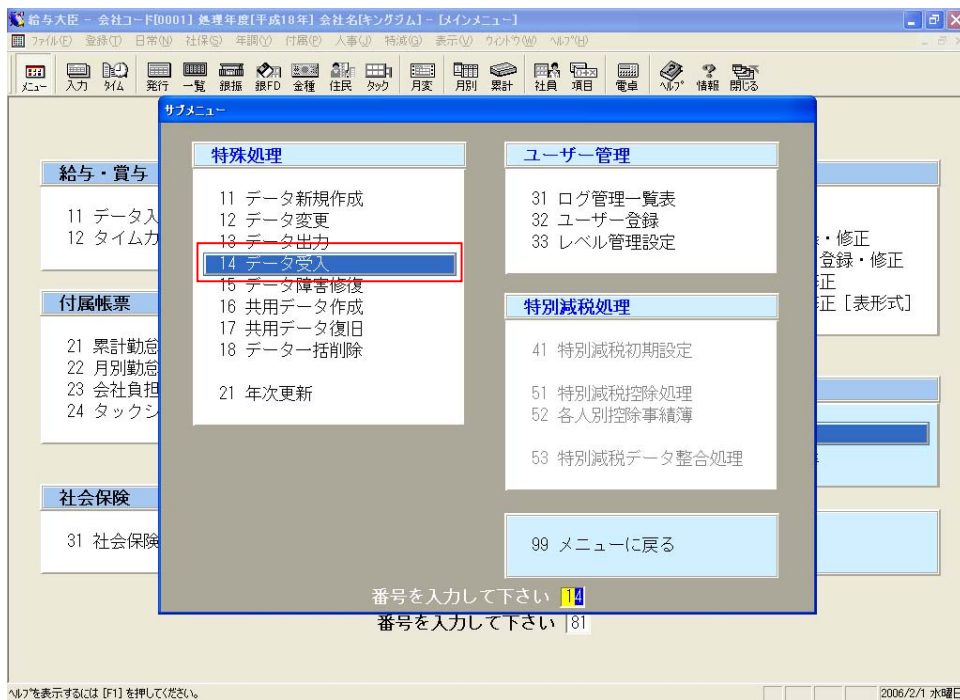 給与大臣 - 会社コード[0001] 処理年度[平成18年] 会社名[キングジム] - [メインメニュー]
ファイル(F) 登録(T) 日常(N) 社保(S) 年調(Y) 付属(P) 人事(J) 特減(G) 表示(V) ウィンドウ(W) ヘルプ(H)
メニュー 入力 タイム 発行 一覧 銀振 銀FD 金種 住民 タック 月変 月別 累計 社員 項目 電卓 ヘルプ 情報 閉じる
サブメニュー
特殊処理
11 データ新規作成
12 データ変更
13 データ出力
14 データ受入
15 データ障害修復
16 共用データ作成
17 共用データ復旧
18 データ一括削除
21 年次更新
ユーザー管理
31 ログ管理一覧表
32 ユーザー登録
33 レベル管理設定
特別減税処理
41 特別減税初期設定
51 特別減税控除処理
52 各人別控除事績簿
53 特別減税データ整合処理
99 メニューに戻る
番号を入力して下さい 14
給与・賞与
11 データ入
12 タイムカ
付属帳票
21 累計勤怠
22 月別勤怠
23 会社負担
24 タックシ
社会保険
31 社会保険
・修正
登録・修正
正
正 [表形式]
番号を入力して下さい 81
ヘルプを表示するには [F1] を押してください。
2006/2/1 水曜日